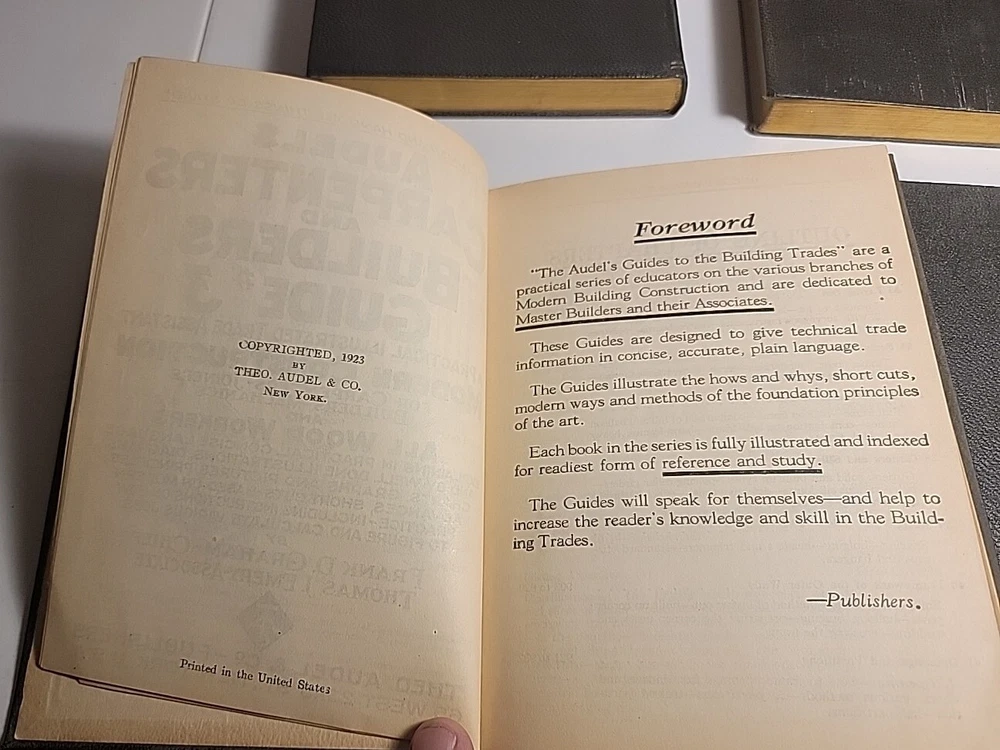 COPYRIGHTED, 1923
BY
THEO. AUDEL & CO.
NEW YORK.
Printed in the United States
Foreword
"The Audel's Guides to the Building Trades" are a
practical series of educators on the various branches of
Modern Building Construction and are dedicated to
Master Builders and their Associates.
These Guides are designed to give technical trade
information in concise, accurate, plain language.
The Guides illustrate the hows and whys, short cuts,
modern ways and methods of the foundation principles
of the art.
Each book in the series is fully illustrated and indexed
for readiest form of reference and study.
The Guides will speak for themselves—and help to
increase the reader's knowledge and skill in the Build-
ing Trades.
—Publishers.